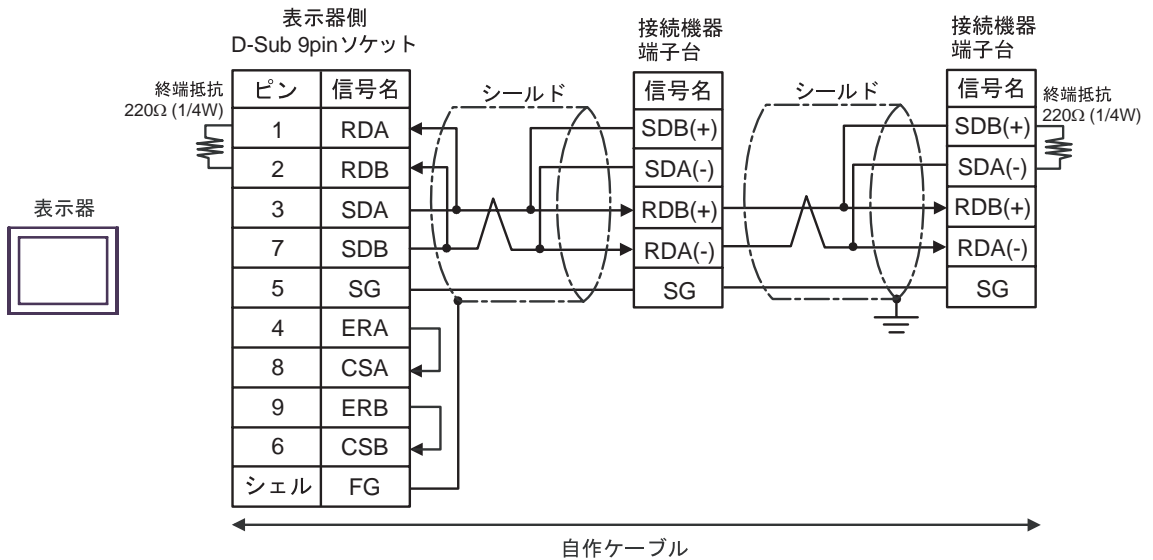 表示器側
D-Sub 9pinソケット
接続機器
端子台
接続機器
端子台
終端抵抗
220Ω (1/4W)
ピン 信号名
1 RDA
2 RDB
3 SDA
7 SDB
5 SG
4 ERA
8 CSA
9 ERB
6 CSB
シェル FG
シールド
信号名
SDB(+)
SDA(-)
RDB(+)
RDA(-)
SG
シールド
信号名
SDB(+)
SDA(-)
RDB(+)
RDA(-)
SG
終端抵抗
220Ω (1/4W)
表示器
自作ケーブル